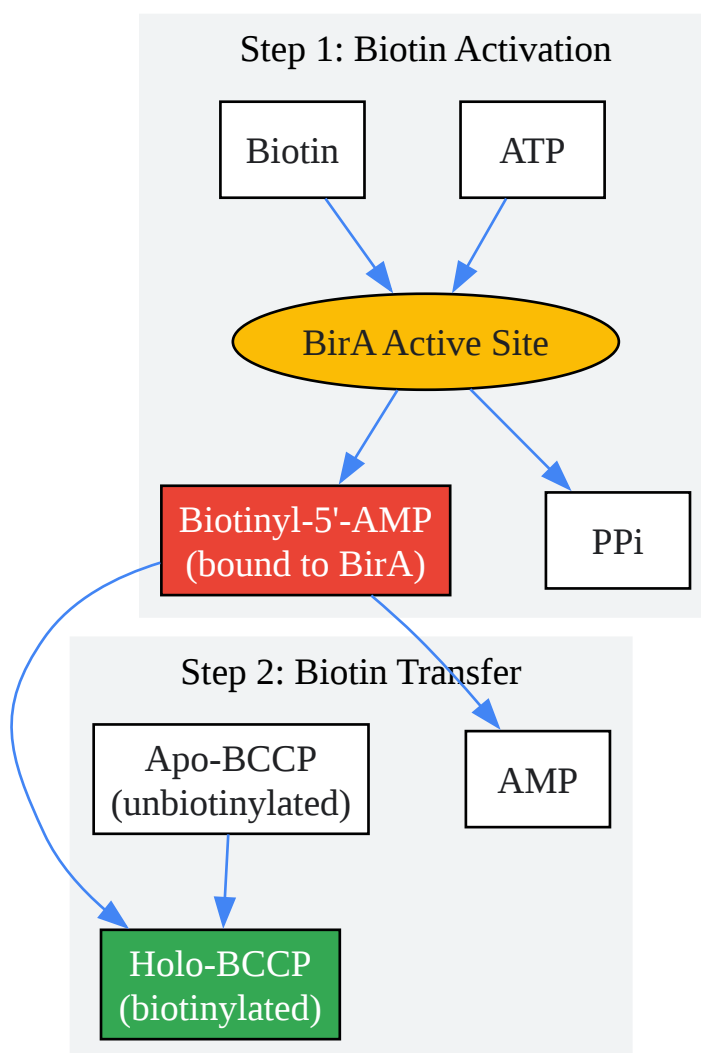 Step 1: Biotin Activation
Biotin
ATP
BirA Active Site
Biotinyl-5'-AMP
(bound to BirA)
PPi
Step 2: Biotin Transfer
Apo-BCCP
(unbiotinylated)
AMP
Holo-BCCP
(biotinylated)